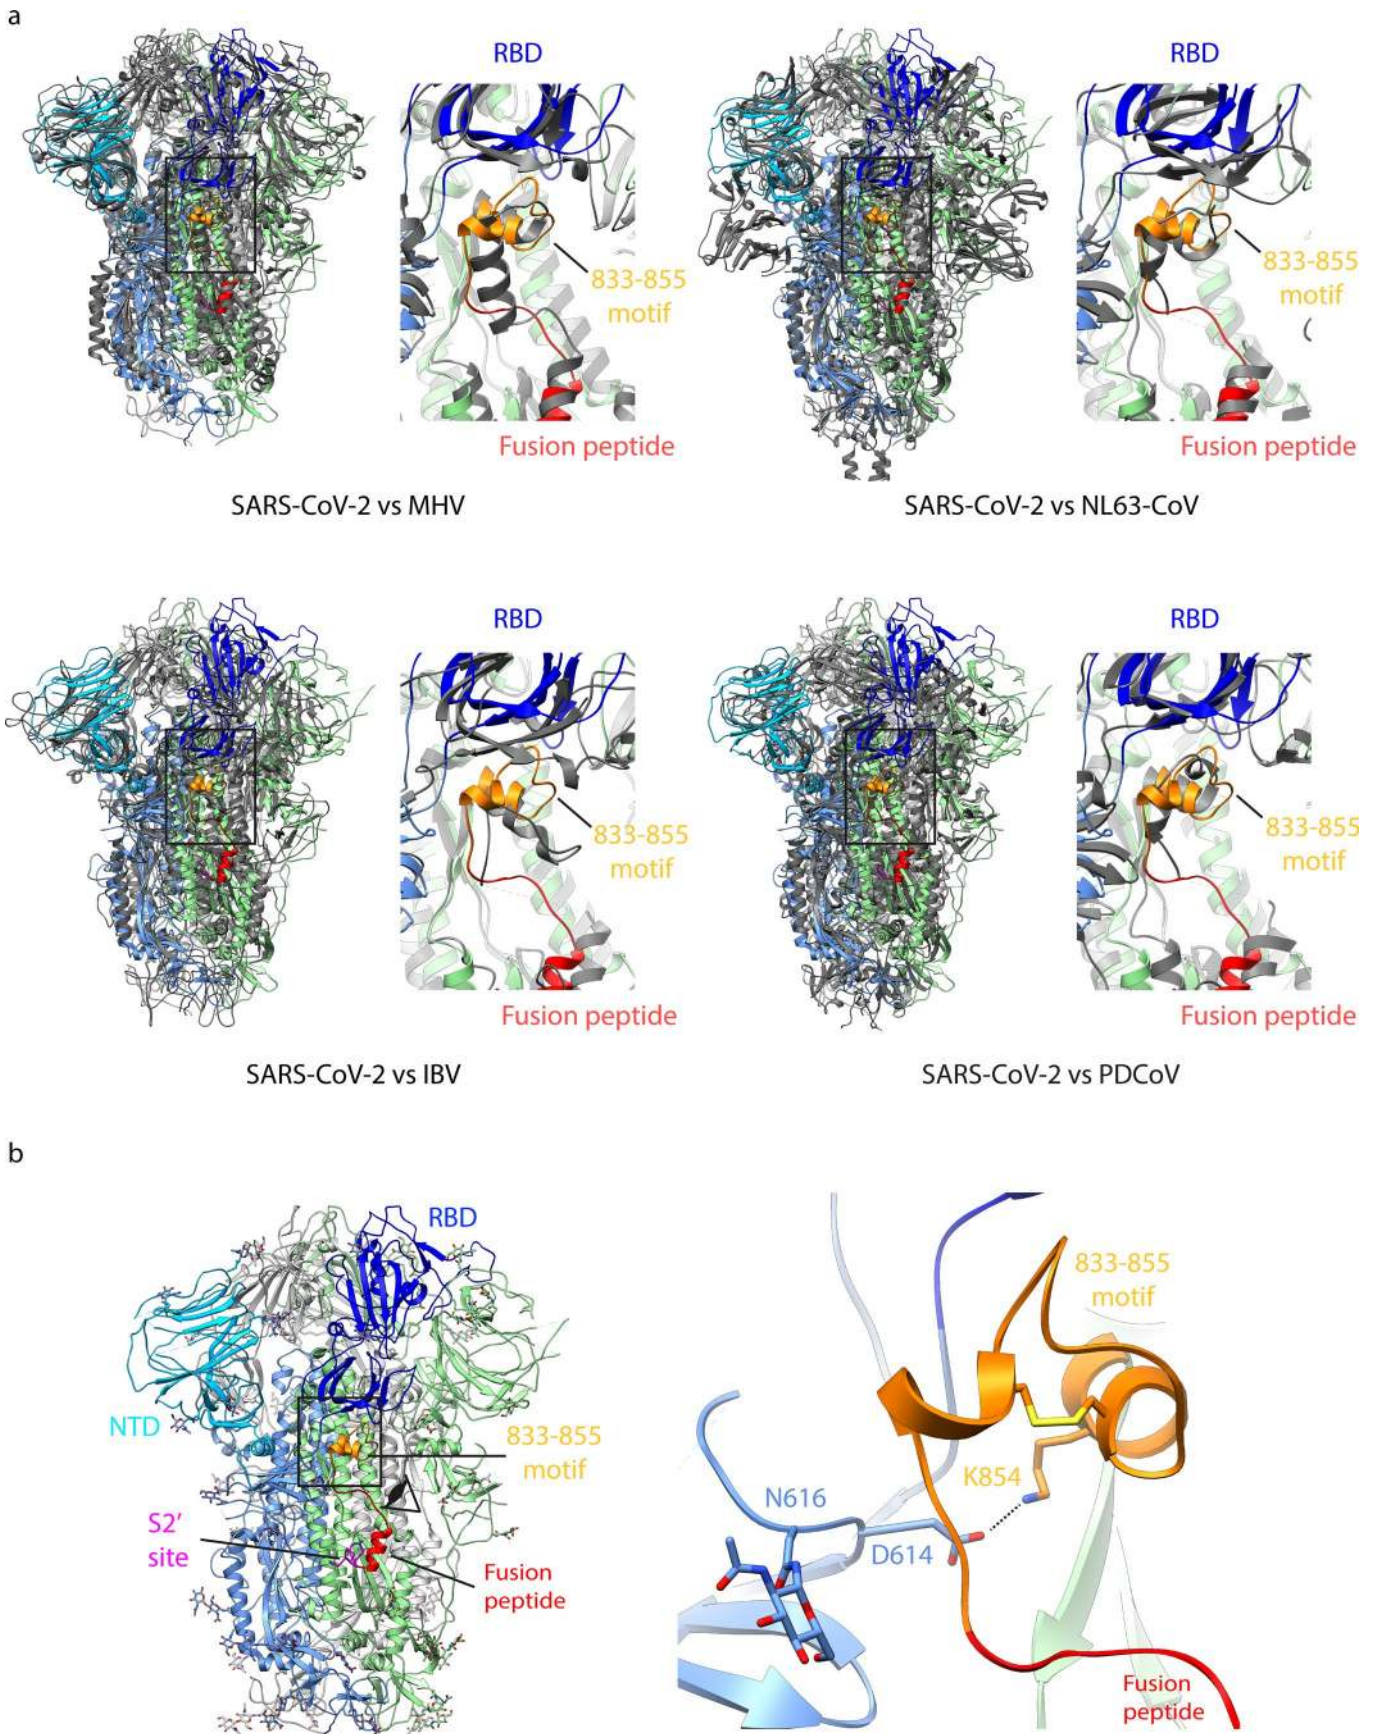 a
RBD
RBD
833-855
motif
833-855
motif
Fusion peptide
Fusion peptide
SARS-CoV-2 vs MHV
SARS-CoV-2 vs NL63-CoV
RBD
RBD
833-855
motif
833-855
motif
Fusion peptide
Fusion peptide
SARS-CoV-2 vs IBV
SARS-CoV-2 vs PDCoV
b
RBD
NTD
833-855
motif
S2'
site
Fusion
peptide
833-855
motif
K854
N616
D614
Fusion
peptide